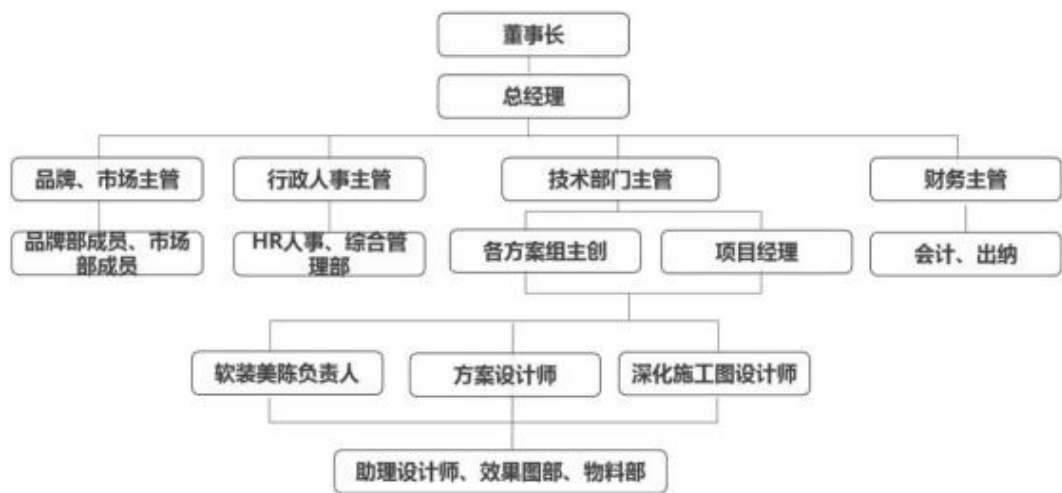 董事长
总经理
品牌、市场主管
行政人事主管
技术部门主管
财务主管
品牌部成员、市场
部成员
HR人事、综合管
理部
各方案组主创
项目经理
会计、出纳
软装美陈负责人
方案设计师
深化施工图设计师
助理设计师、效果图部、物料部